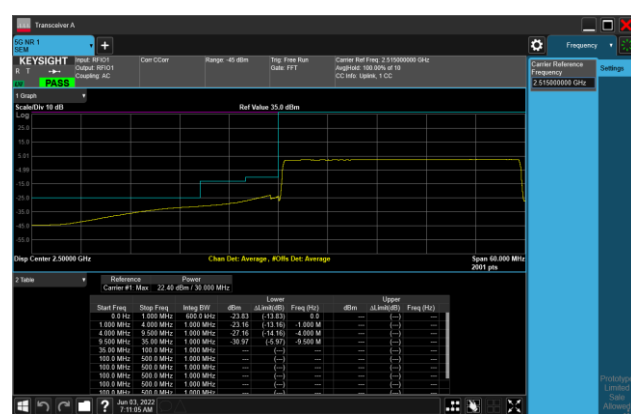 Transceiver A
5G NR 1
SEM
Frequency
KEYSIGHT
R T
PASS
Input: RFIO1
Output: RFIO1
Coupling: AC
Corr CCorr
Range: -45 dBm
Trig: Free Run
Gate: FFT
Carrier Ref Freq: 2.515000000 GHz
Avg|Hold: 100.00% of 10
CC Info: Uplink, 1 CC
Carrier Reference
Frequency
2.515000000 GHz
Settings
1 Graph
Scale/Div 10 dB
Ref Value 35.0 dBm
Log
25.0
15.0
5.01
-4.99
-15.0
-25.0
-35.0
-45.0
-55.0
Disp Center 2.50000 GHz
Chan Det: Average , #Offs Det: Average
Span 60.000 MHz
2001 pts
2 Table
Reference Power
Carrier #1 Max 22.40 dBm / 30.000 MHz
Lower Upper
Start Freq Stop Freq Integ BW dBm ΔLimit(dB) Freq (Hz) dBm ΔLimit(dB) Freq (Hz)
0.0 Hz 1.000 MHz 600.0 kHz -23.83 (-13.83) 0.0 --- (---) ---
1.000 MHz 4.000 MHz 1.000 MHz -23.16 (-13.16) -1.000 M --- (---) ---
4.000 MHz 9.500 MHz 1.000 MHz -27.16 (-14.16) -4.000 M --- (---) ---
9.500 MHz 35.00 MHz 1.000 MHz -30.97 (-5.97) -9.500 M --- (---) ---
35.00 MHz 100.0 MHz 1.000 MHz --- (---) --- --- (---) ---
100.0 MHz 500.0 MHz 1.000 MHz --- (---) --- --- (---) ---
100.0 MHz 500.0 MHz 1.000 MHz --- (---) --- --- (---) ---
100.0 MHz 500.0 MHz 1.000 MHz --- (---) --- --- (---) ---
100.0 MHz 500.0 MHz 1.000 MHz --- (---) --- --- (---) ---
100.0 MHz 500.0 MHz 1.000 MHz --- (---) --- --- (---) ---
Prototype
Limited
Sale
Allowed
Jun 03, 2022
7:11:05 AM